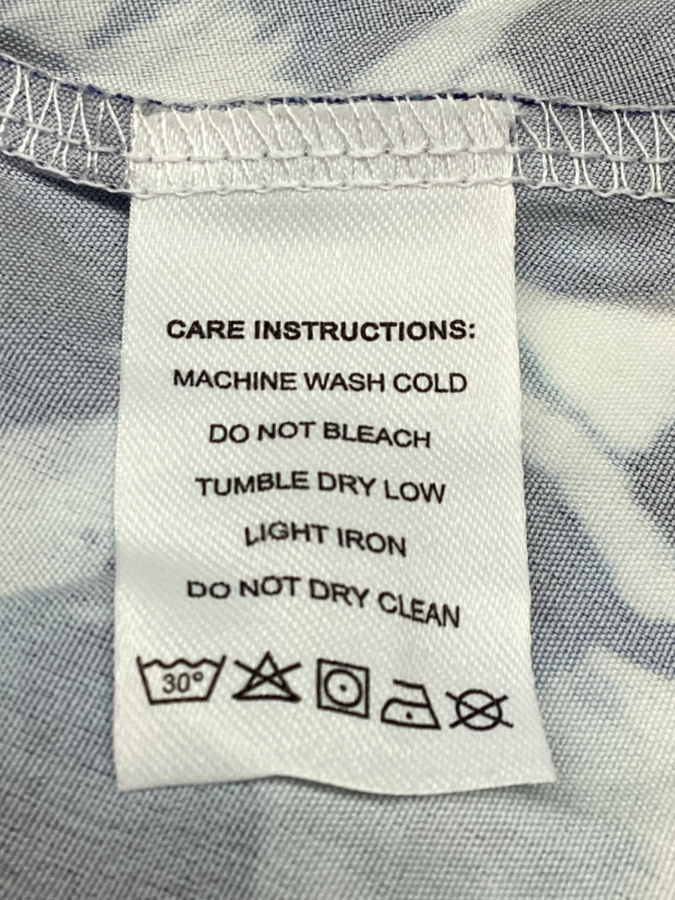 CARE INSTRUCTIONS:
MACHINE WASH COLD
DO NOT BLEACH
TUMBLE DRY LOW
LIGHT IRON
DO NOT DRY CLEAN
30°